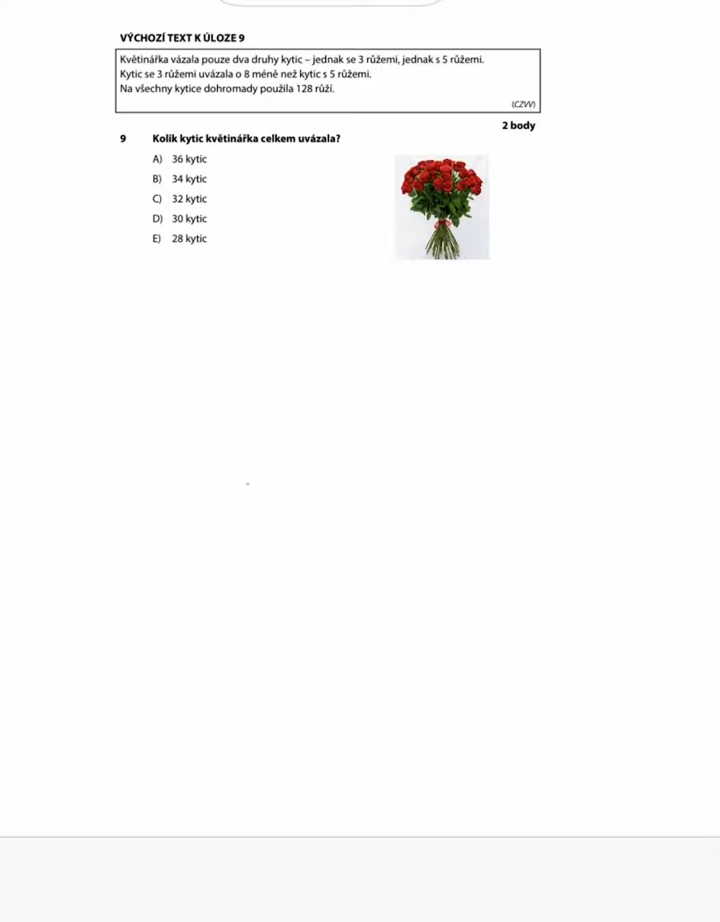 VÝCHOZÍ TEXT K ÚLOZE 9
Květinářka vázala pouze dva druhy kytic – jednak se 3 růžemi, jednak s 5 růžemi.
Kytic se 3 růžemi uvázala o 8 méně než kytic s 5 růžemi.
Na všechny kytice dohromady použila 128 růží.
(CZVV)
2 body
9 Kolik kytic květinářka celkem uvázala?
A) 36 kytic
B) 34 kytic
C) 32 kytic
D) 30 kytic
E) 28 kytic